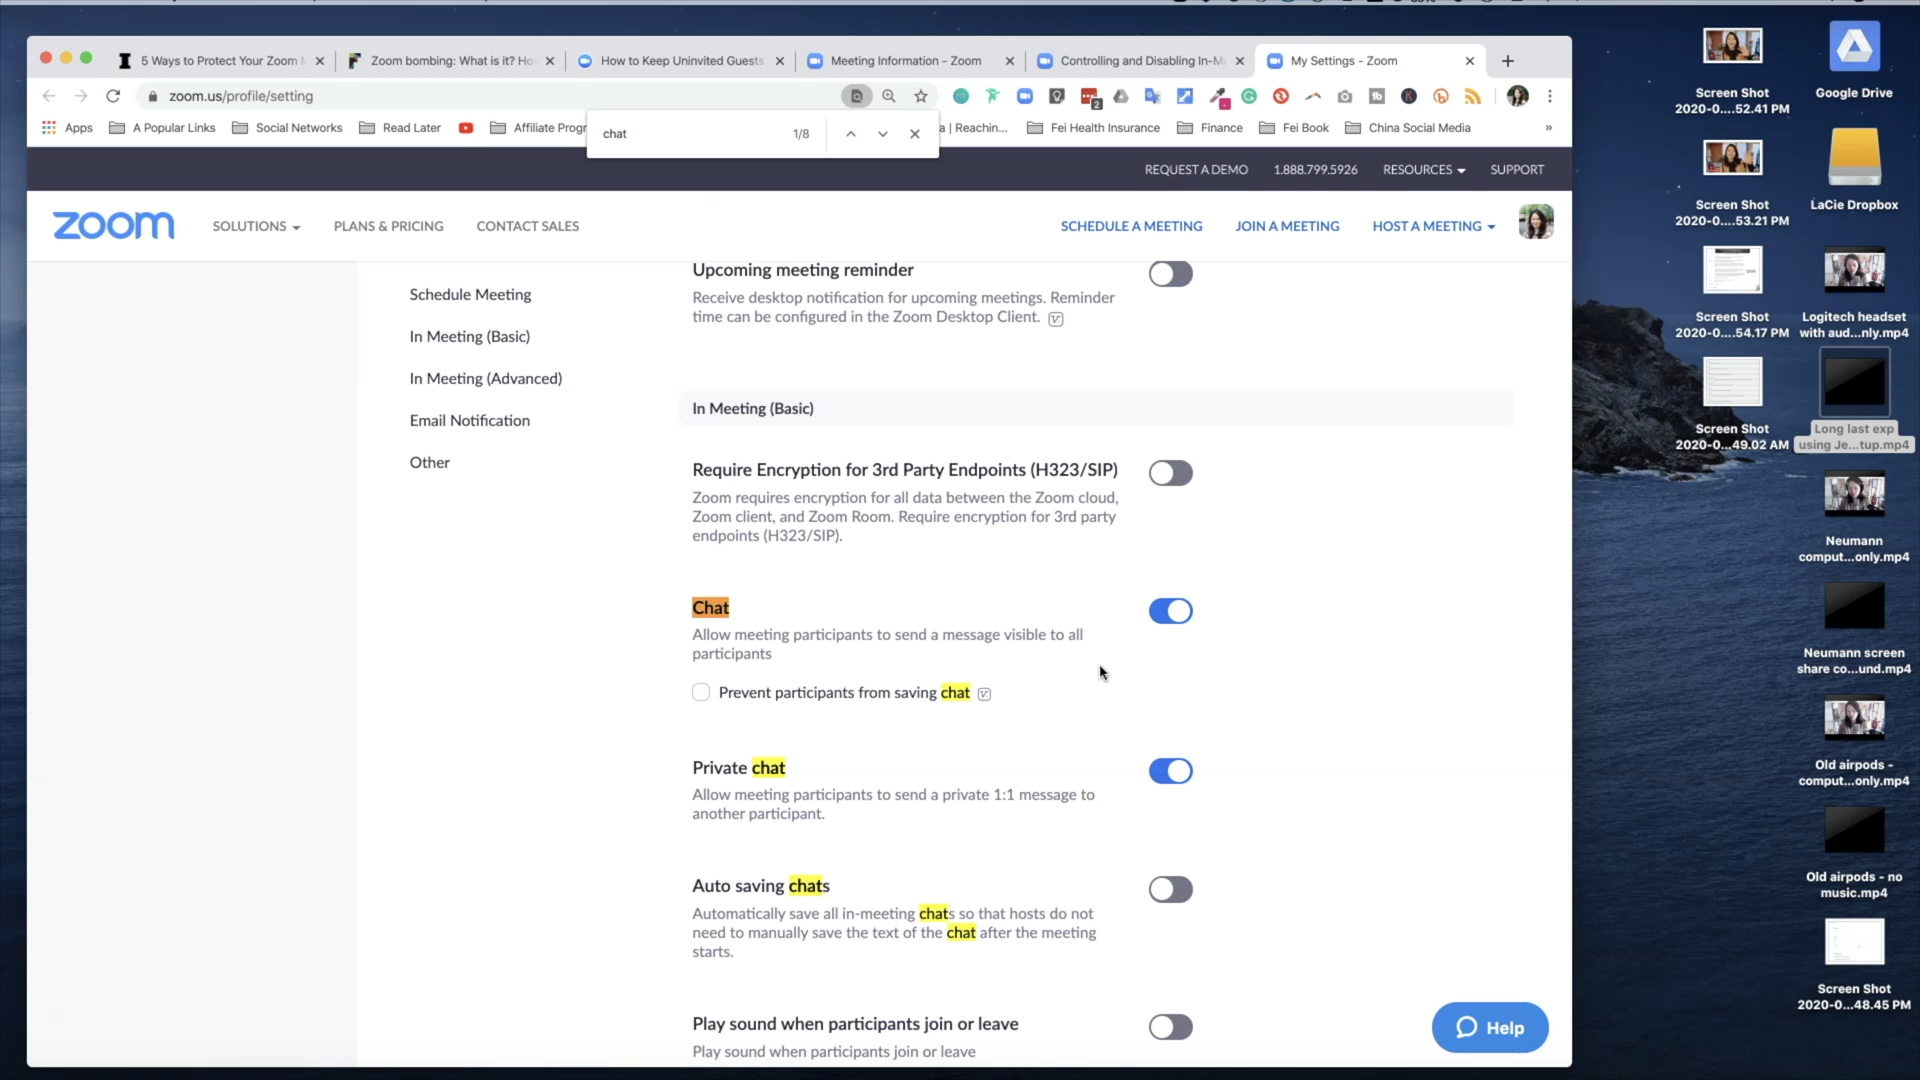 5 Ways to Protect Your Zoom
Zoom bombing: What is it? Ho
How to Keep Uninvited Guests
Meeting Information - Zoom
Controlling and Disabling In-M
My Settings - Zoom
zoom.us/profile/setting
2
Apps
A Popular Links
Social Networks
Read Later
Affiliate Progr
a | Reachin...
Fei Health Insurance
Finance
Fei Book
China Social Media
»
chat
1/8
REQUEST A DEMO
1.888.799.5926
RESOURCES
SUPPORT
zoom
SOLUTIONS
PLANS & PRICING
CONTACT SALES
SCHEDULE A MEETING
JOIN A MEETING
HOST A MEETING
Schedule Meeting
In Meeting (Basic)
In Meeting (Advanced)
Email Notification
Other
Upcoming meeting reminder
Receive desktop notification for upcoming meetings. Reminder
time can be configured in the Zoom Desktop Client.
In Meeting (Basic)
Require Encryption for 3rd Party Endpoints (H323/SIP)
Zoom requires encryption for all data between the Zoom cloud,
Zoom client, and Zoom Room. Require encryption for 3rd party
endpoints (H323/SIP).
Chat
Allow meeting participants to send a message visible to all
participants
Prevent participants from saving chat
Private chat
Allow meeting participants to send a private 1:1 message to
another participant.
Auto saving chats
Automatically save all in-meeting chats so that hosts do not
need to manually save the text of the chat after the meeting
starts.
Play sound when participants join or leave
Play sound when participants join or leave
Help
Screen Shot
2020-0....52.41 PM
Google Drive
Screen Shot
2020-0....53.21 PM
LaCie Dropbox
Screen Shot
2020-0....54.17 PM
Logitech headset
with aud...nly.mp4
Screen Shot
2020-0...49.02 AM
Long last exp
using Je...tup.mp4
Neumann
comput...only.mp4
Neumann screen
share co...und.mp4
Old airpods -
comput...only.mp4
Old airpods - no
music.mp4
Screen Shot
2020-0...48.45 PM